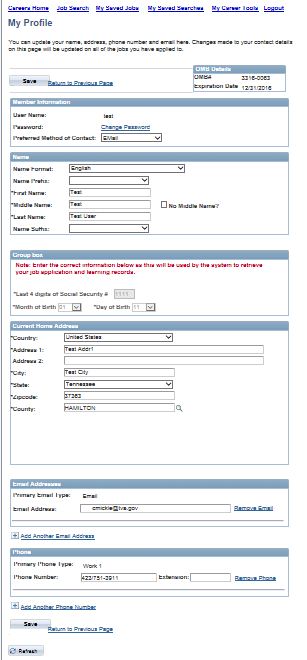 Careers Home Job Search My Saved Jobs My Saved Searches My Career Tools Logout
My Profile
You can update your name, address, phone number and email here. Changes made to your contact details
on this page will be updated on all of the jobs you have applied to.
OMB Details
Save Return to Previous Page OMB# 3316-0063
Expiration Date 12/31/2016
Member Information
User Name: test
Password: Change Password
Preferred Method of Contact: EMail
Name
Name Format: English
Name Prefix:
*First Name: Test
*Middle Name: Test No Middle Name?
*Last Name: Test User
Name Suffix:
Group box
Note: Enter the correct information below as this will be used by the system to retrieve
your job application and learning records.
*Last 4 digits of Social Security # 1111
*Month of Birth 01 *Day of Birth 11
Current Home Address
*Country: United States
*Address 1: Test Addr1
Address 2:
*City: Test City
*State: Tennessee
*Zipcode: 37363
*County: HAMILTON
Email Addresses
Primary Email Type: Email
Email Address: cmickle@tva.gov Remove Email
Add Another Email Address
Phone
Primary Phone Type: Work 1
Phone Number: 423/751-3911 Extension: Remove Phone
Add Another Phone Number
Save Return to Previous Page
Refresh